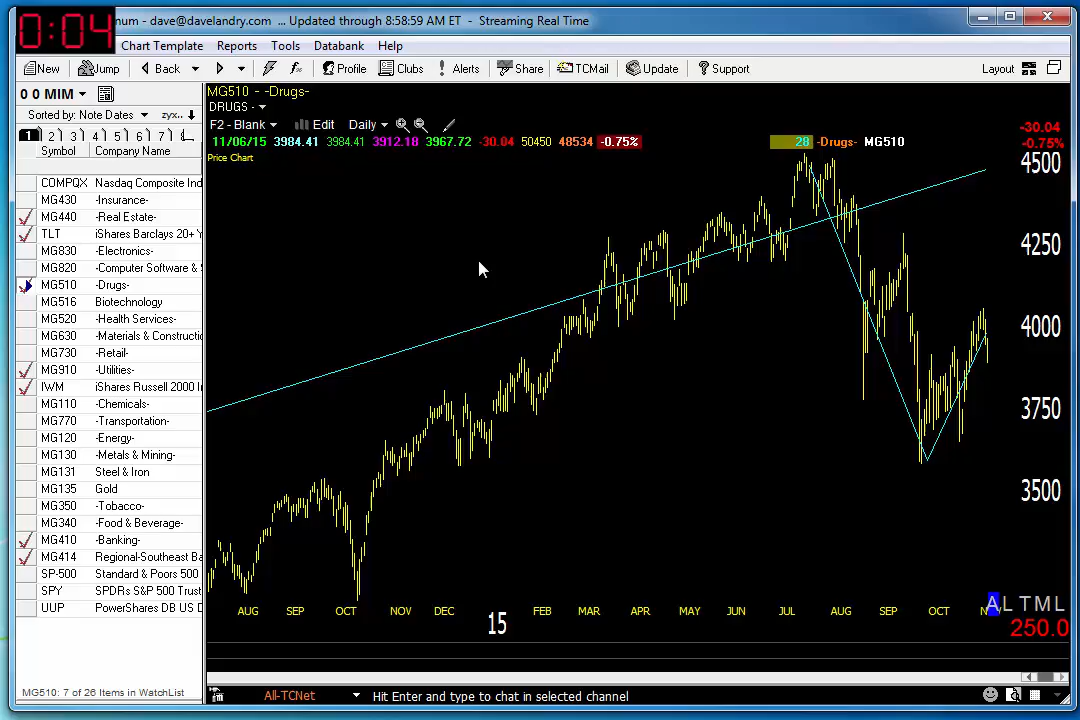 0:04
num - dave@davelandry.com ... Updated through 8:58:59 AM ET - Streaming Real Time
Chart Template Reports Tools Databank Help
New Jump Back Profile Clubs Alerts Share TCMail Update Support Layout
0 0 MIM
Sorted by: Note Dates zyx..
1 2 3 4 5 6 7
Symbol Company Name
COMPQX Nasdaq Composite Ind
MG430 -Insurance-
MG440 -Real Estate-
TLT iShares Barclays 20+ Y
MG830 -Electronics-
MG820 -Computer Software &
MG510 -Drugs-
MG516 Biotechnology
MG520 -Health Services-
MG630 -Materials & Constructi
MG730 -Retail-
MG910 -Utilities-
IWM iShares Russell 2000 I
MG110 -Chemicals-
MG770 -Transportation-
MG120 -Energy-
MG130 -Metals & Mining-
MG131 Steel & Iron
MG135 Gold
MG350 -Tobacco-
MG340 -Food & Beverage-
MG410 -Banking-
MG414 Regional-Southeast Ba
SP-500 Standard & Poors 500
SPY SPDRs S&P 500 Trust
UUP PowerShares DB US D
MG510: 7 of 26 Items in WatchList
MG510 - -Drugs-
DRUGS -
F2 - Blank Edit Daily
11/06/15 3984.41 3984.41 3912.18 3967.72 -30.04 50450 48534 -0.75% 28 -Drugs- MG510
Price Chart
-30.04
-0.75%
4500
4250
4000
3750
3500
AUG SEP OCT NOV DEC 15 FEB MAR APR MAY JUN JUL AUG SEP OCT
A L T M L
250.0
All-TCNet Hit Enter and type to chat in selected channel